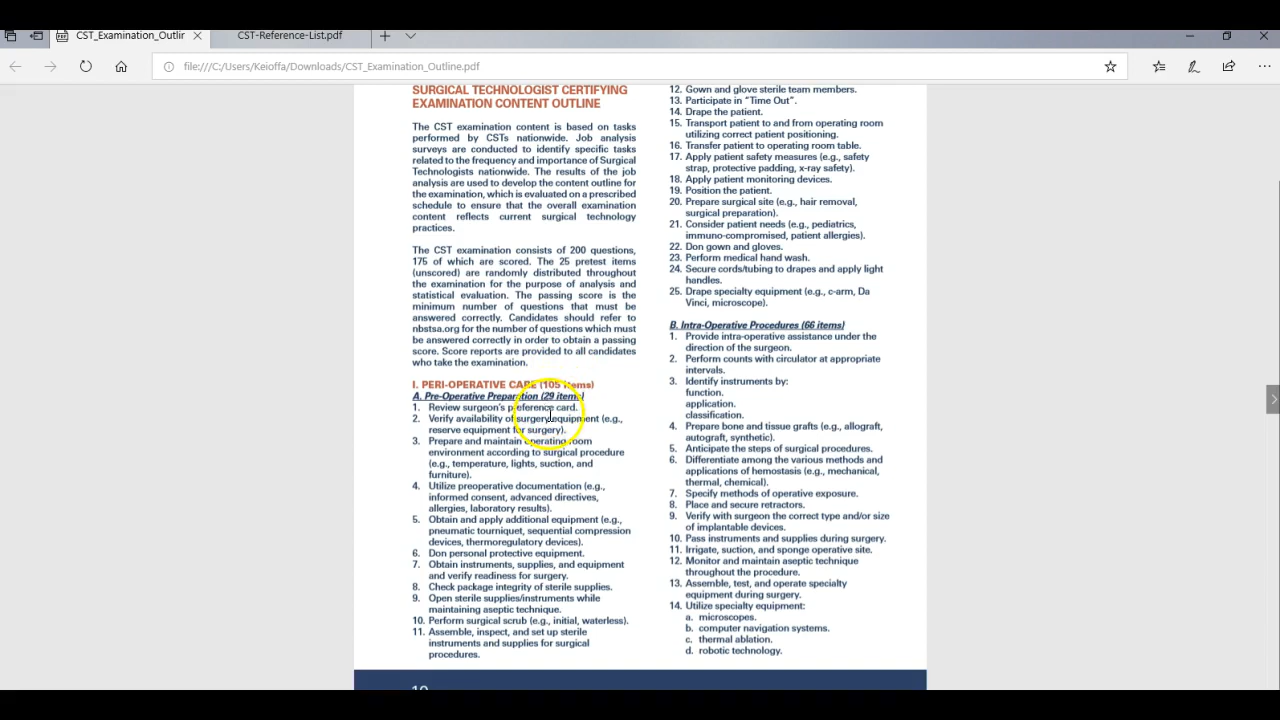 CST_Examination_Outlir
CST-Reference-List.pdf
file:///C:/Users/Keioffa/Downloads/CST_Examination_Outline.pdf
SURGICAL TECHNOLOGIST CERTIFYING
EXAMINATION CONTENT OUTLINE
The CST examination content is based on tasks
performed by CSTs nationwide. Job analysis
surveys are conducted to identify specific tasks
related to the frequency and importance of Surgical
Technologists nationwide. The results of the job
analysis are used to develop the content outline for
the examination, which is evaluated on a prescribed
schedule to ensure that the overall examination
content reflects current surgical technology
practices.
The CST examination consists of 200 questions,
175 of which are scored. The 25 pretest items
(unscored) are randomly distributed throughout
the examination for the purpose of analysis and
statistical evaluation. The passing score is the
minimum number of questions that must be
answered correctly. Candidates should refer to
nbstsa.org for the number of questions which must
be answered correctly in order to obtain a passing
score. Score reports are provided to all candidates
who take the examination.
I. PERI-OPERATIVE CARE (105 items)
A. Pre-Operative Preparation (29 items)
1. Review surgeon's preference card.
2. Verify availability of surgery equipment (e.g.,
reserve equipment for surgery).
3. Prepare and maintain operating room
environment according to surgical procedure
(e.g., temperature, lights, suction, and
furniture).
4. Utilize preoperative documentation (e.g.,
informed consent, advanced directives,
allergies, laboratory results).
5. Obtain and apply additional equipment (e.g.,
pneumatic tourniquet, sequential compression
devices, thermoregulatory devices).
6. Don personal protective equipment.
7. Obtain instruments, supplies, and equipment
and verify readiness for surgery.
8. Check package integrity of sterile supplies.
9. Open sterile supplies/instruments while
maintaining aseptic technique.
10. Perform surgical scrub (e.g., initial, waterless).
11. Assemble, inspect, and set up sterile
instruments and supplies for surgical
procedures.
12. Gown and glove sterile team members.
13. Participate in "Time Out".
14. Drape the patient.
15. Transport patient to and from operating room
utilizing correct patient positioning.
16. Transfer patient to operating room table.
17. Apply patient safety measures (e.g., safety
strap, protective padding, x-ray safety).
18. Apply patient monitoring devices.
19. Position the patient.
20. Prepare surgical site (e.g., hair removal,
surgical preparation).
21. Consider patient needs (e.g., pediatrics,
immuno-compromised, patient allergies).
22. Don gown and gloves.
23. Perform medical hand wash.
24. Secure cords/tubing to drapes and apply light
handles.
25. Drape specialty equipment (e.g., c-arm, Da
Vinci, microscope).
B. Intra-Operative Procedures (66 items)
1. Provide intra-operative assistance under the
direction of the surgeon.
2. Perform counts with circulator at appropriate
intervals.
3. Identify instruments by:
function.
application.
classification.
4. Prepare bone and tissue grafts (e.g., allograft,
autograft, synthetic).
5. Anticipate the steps of surgical procedures.
6. Differentiate among the various methods and
applications of hemostasis (e.g., mechanical,
thermal, chemical).
7. Specify methods of operative exposure.
8. Place and secure retractors.
9. Verify with surgeon the correct type and/or size
of implantable devices.
10. Pass instruments and supplies during surgery.
11. Irrigate, suction, and sponge operative site.
12. Monitor and maintain aseptic technique
throughout the procedure.
13. Assemble, test, and operate specialty
equipment during surgery.
14. Utilize specialty equipment:
a. microscopes.
b. computer navigation systems.
c. thermal ablation.
d. robotic technology.